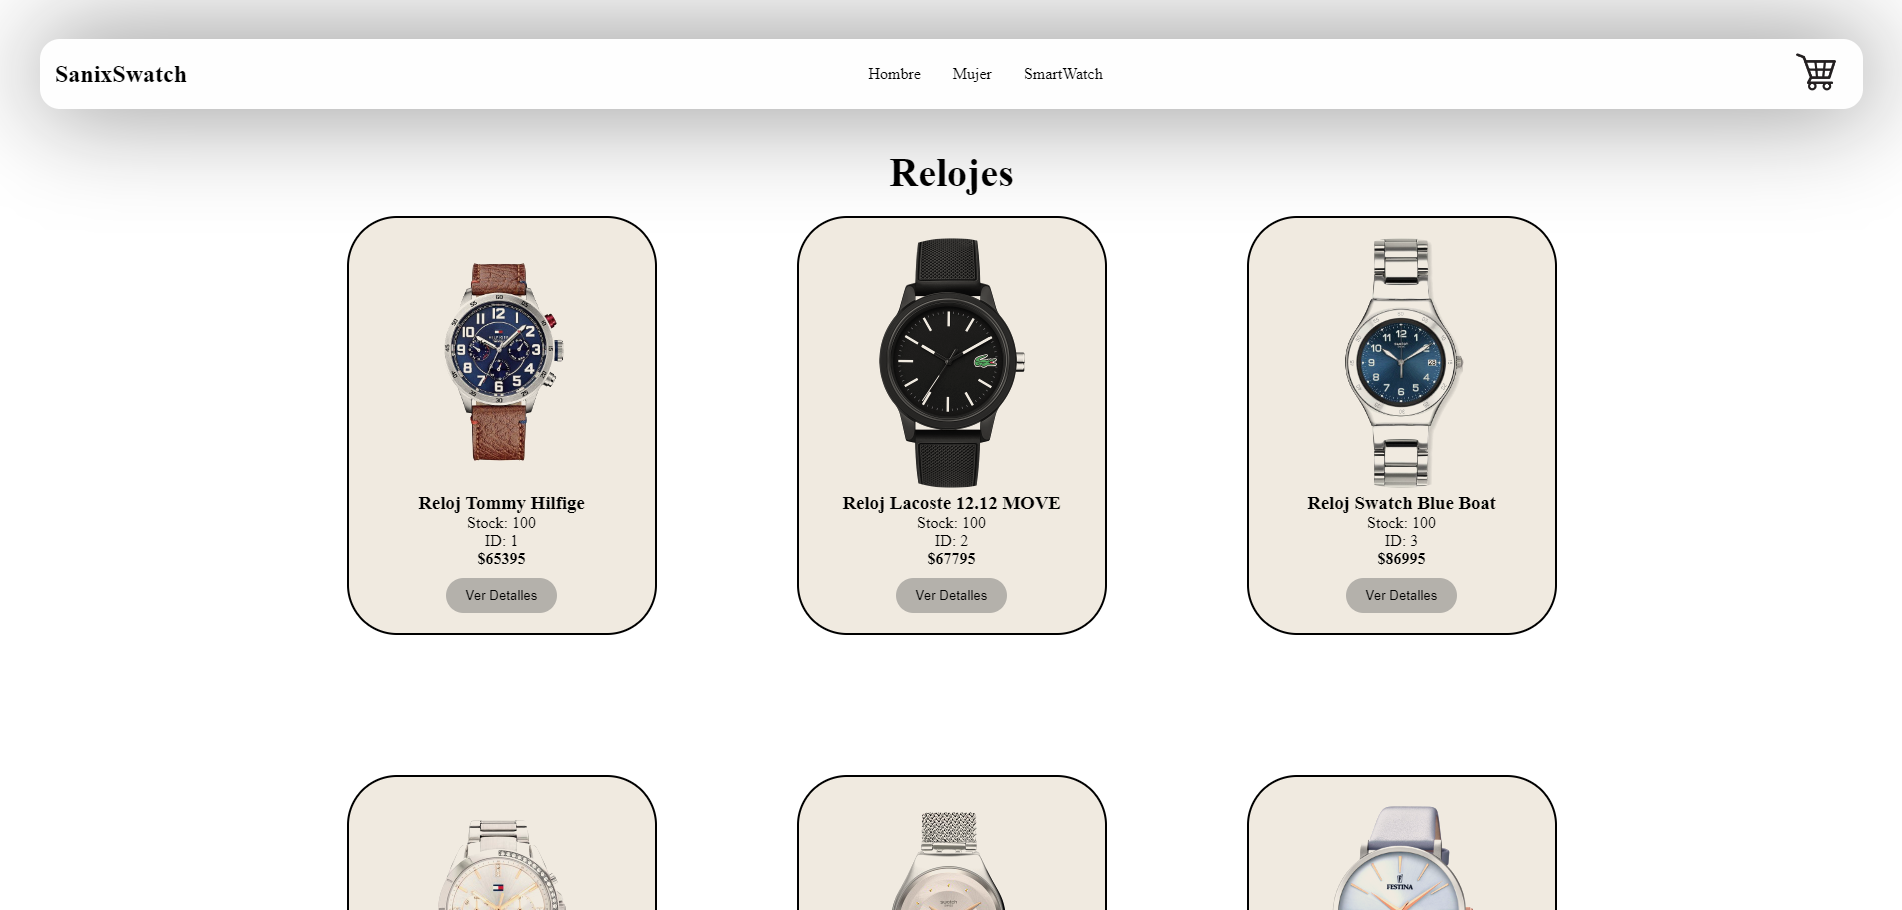 SanixSwatch
Hombre Mujer SmartWatch
Relojes
Reloj Tommy Hilfige
Stock: 100
ID: 1
$65395
Ver Detalles
Reloj Lacoste 12.12 MOVE
Stock: 100
ID: 2
$67795
Ver Detalles
Reloj Swatch Blue Boat
Stock: 100
ID: 3
$86995
Ver Detalles
FESTINA